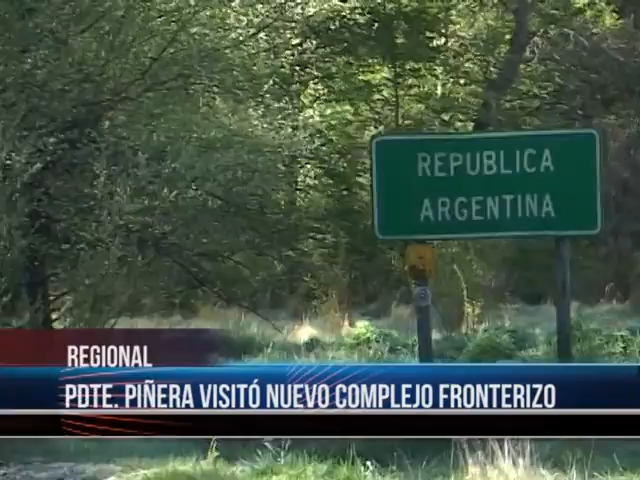 REPUBLICA
ARGENTINA
REGIONAL
PDTE. PIÑERA VISITÓ NUEVO COMPLEJO FRONTERIZO